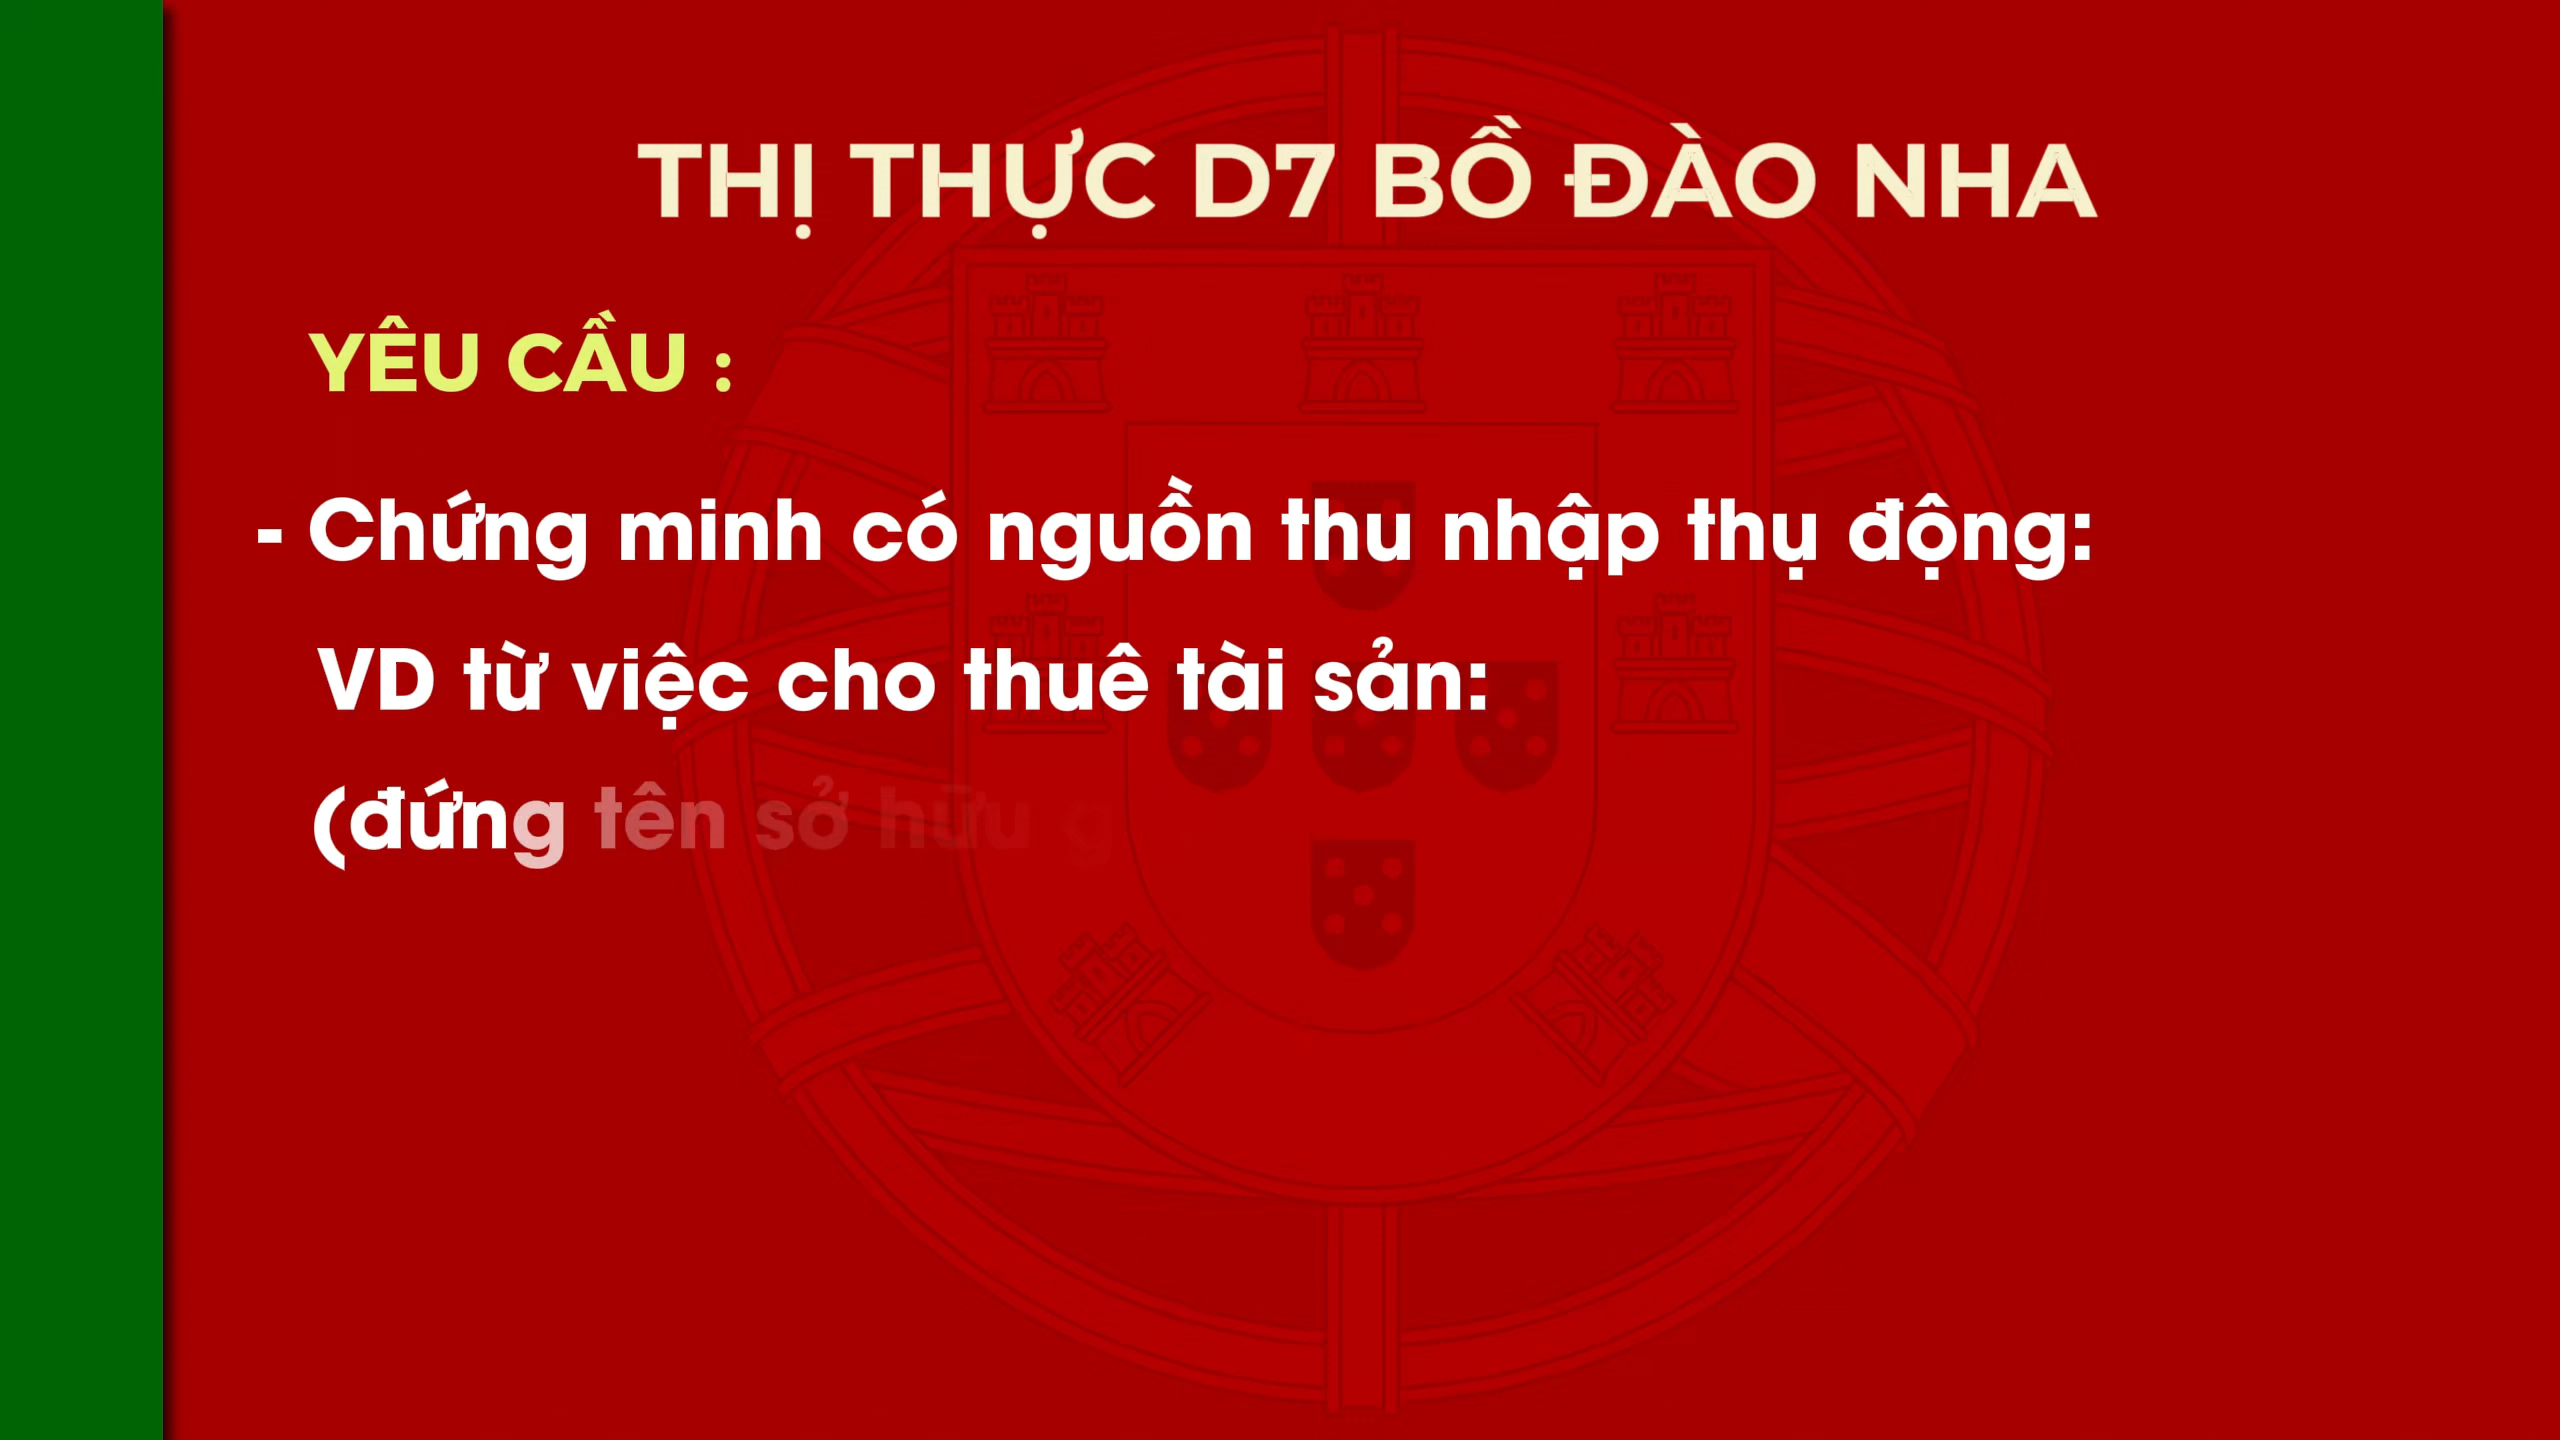 THỊ THỰC D7 BỒ ĐÀO NHA
YÊU CẦU :
- Chứng minh có nguồn thu nhập thụ động:
VD từ việc cho thuê tài sản:
(đứng tên sở hữu g